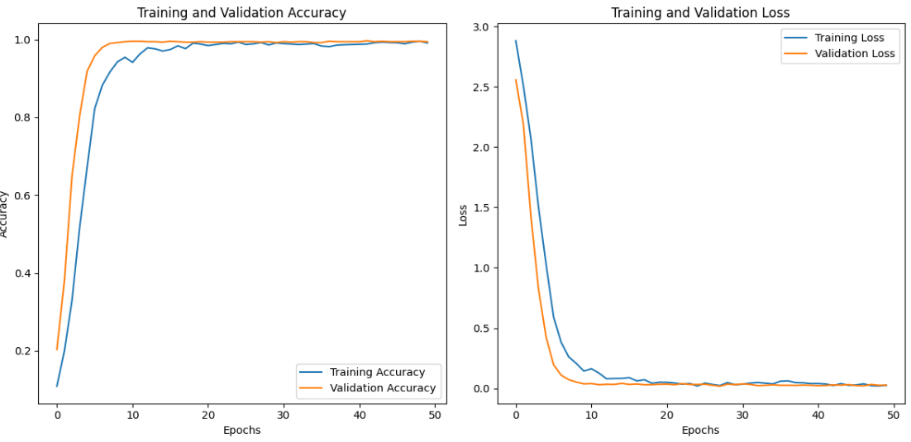 Training and Validation Accuracy
1.0
0.8
0.6
0.4
0.2
Accuracy
0
10
20
30
40
50
Epochs
Training Accuracy
Validation Accuracy
Training and Validation Loss
3.0
2.5
2.0
1.5
1.0
0.5
0.0
Loss
0
10
20
30
40
50
Epochs
Training Loss
Validation Loss